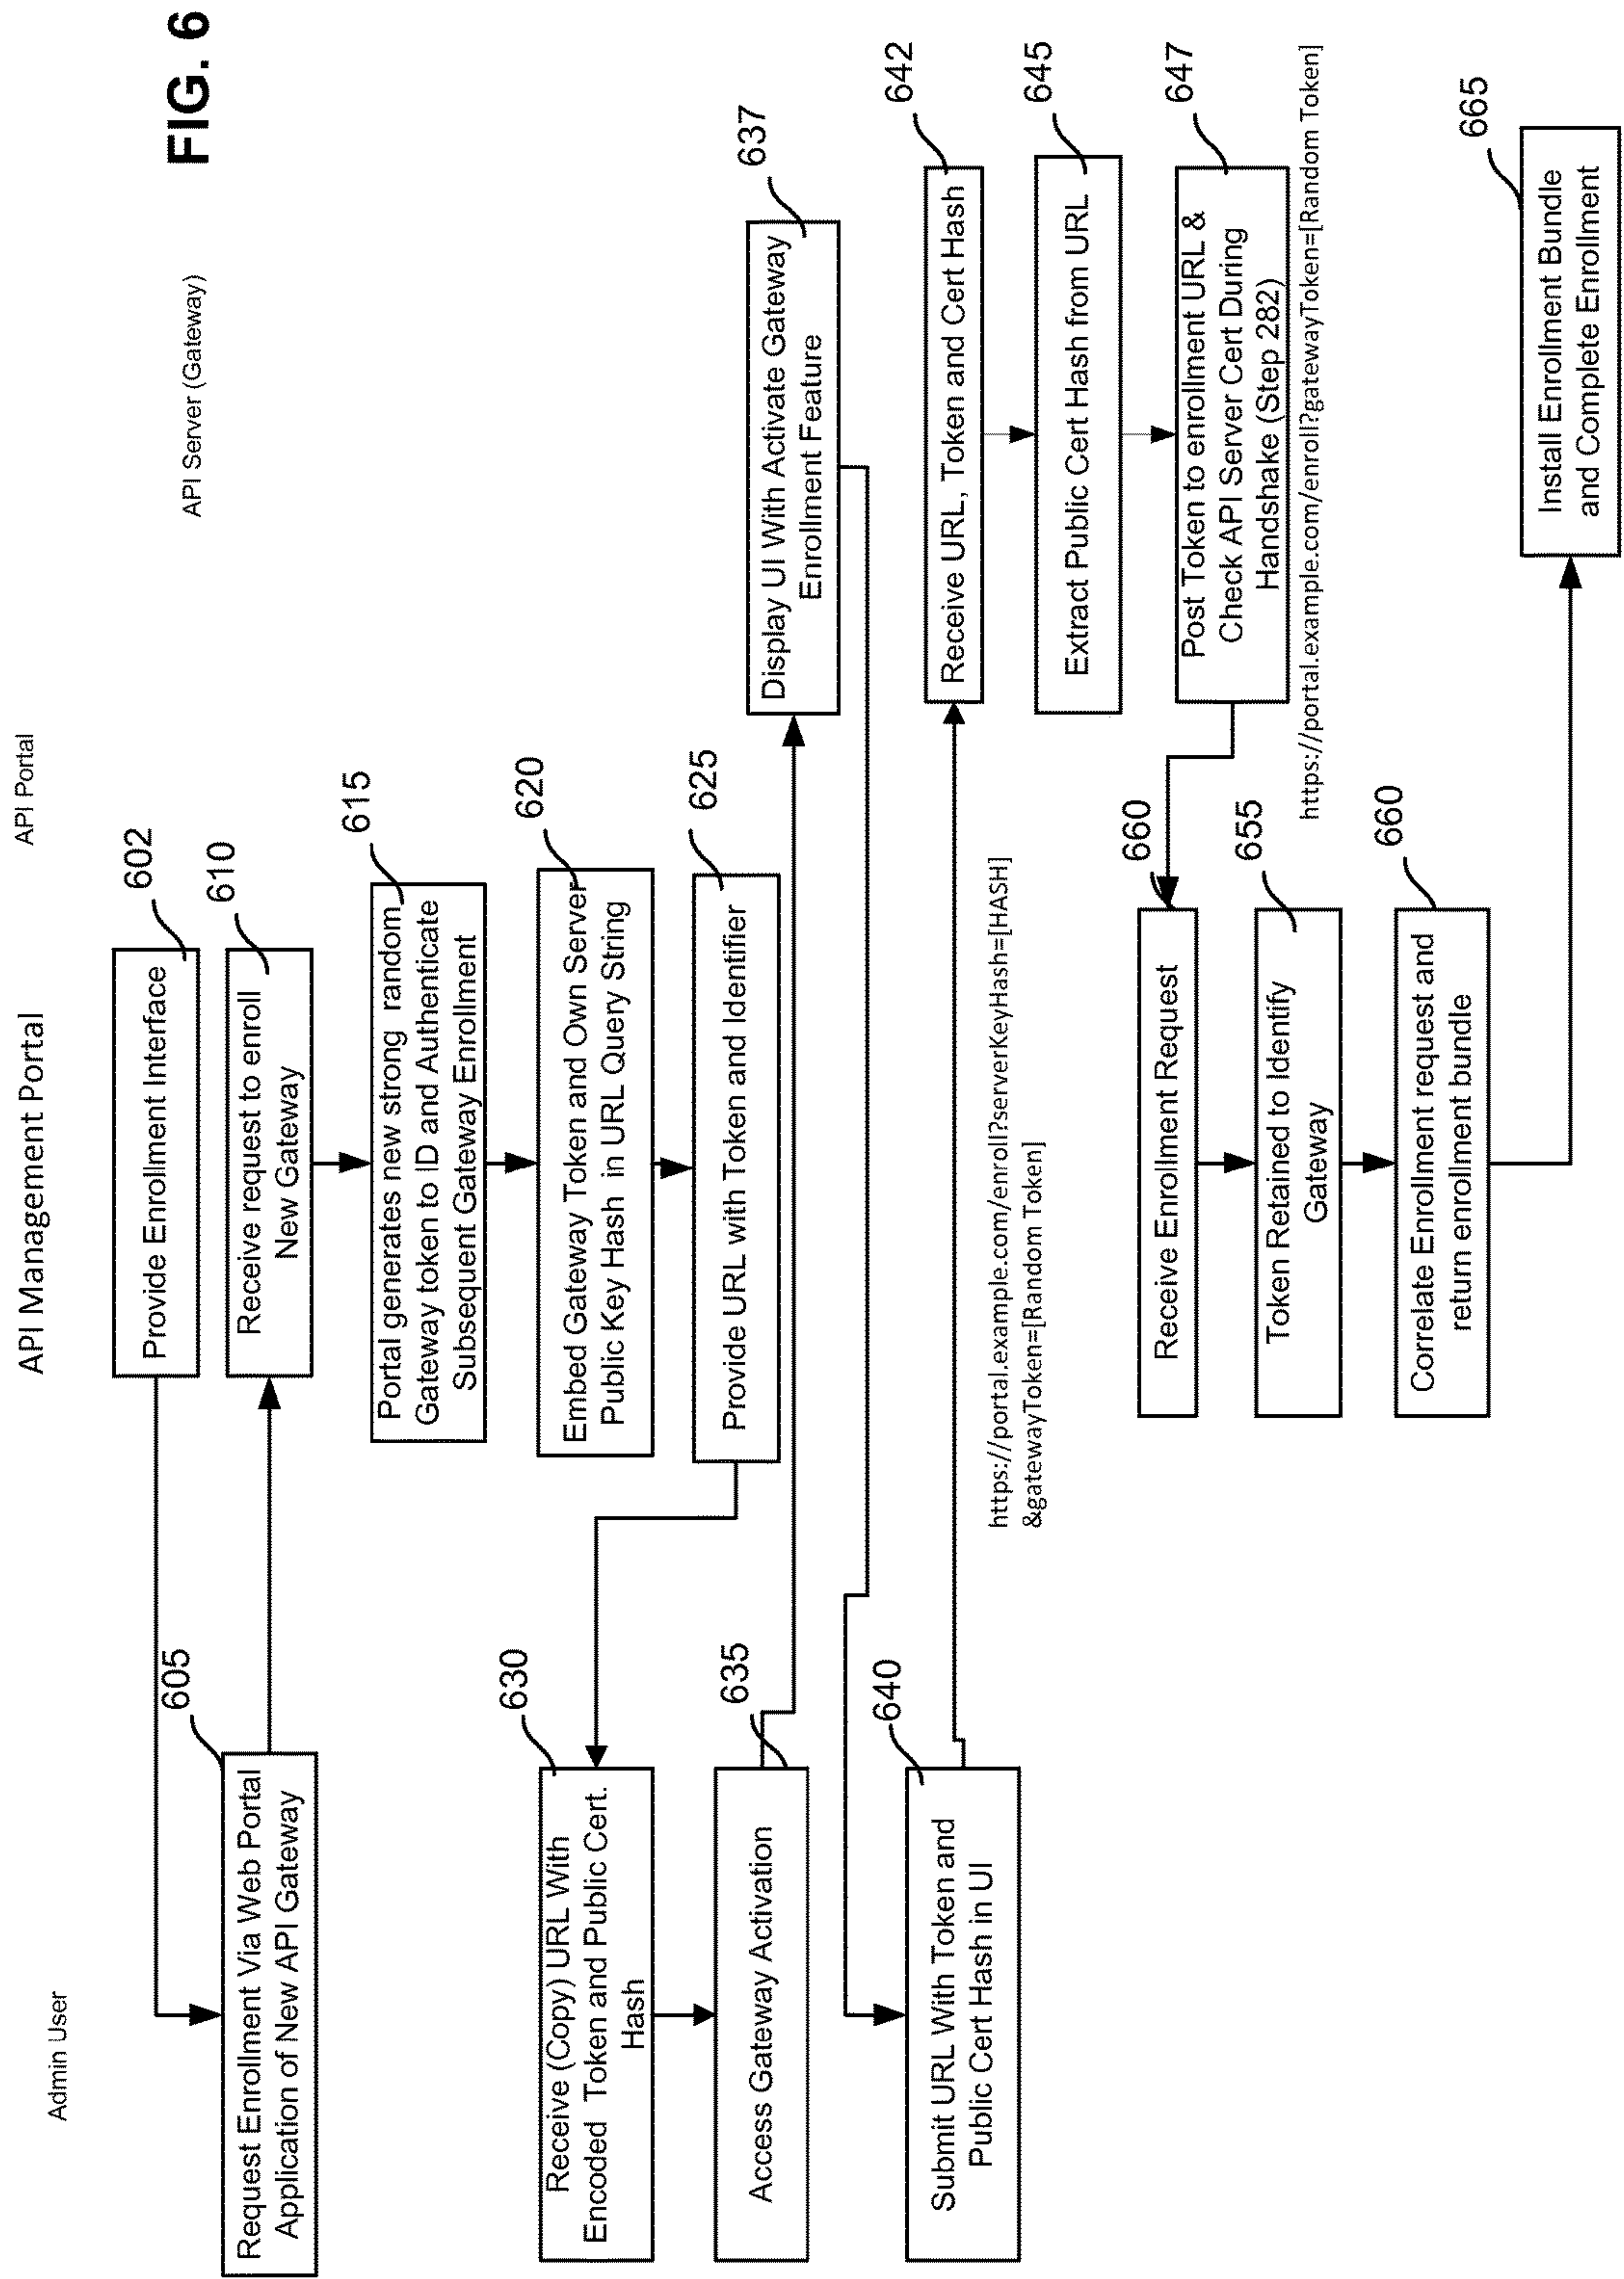 FIG. 6
API Portal
Admin User
API Management Portal
API Server (Gateway)
602
Provide Enrollment Interface
605
Request Enrollment Via Web Portal
Application of New API Gateway
610
Receive request to enroll
New Gateway
615
Portal generates new strong random
Gateway token to ID and Authenticate
Subsequent Gateway Enrollment
620
Embed Gateway Token and Own Server
Public Key Hash in URL Query String
625
Provide URL with Token and Identifier
630
Receive (Copy) URL With
Encoded Token and Public Cert.
Hash
635
Access Gateway Activation
637
Display UI With Activate Gateway
Enrollment Feature
640
Submit URL With Token and
Public Cert Hash in UI
642
Receive URL, Token and Cert Hash
https://portal.example.com/enroll?serverKeyHash=[HASH]
&gatewayToken=[Random Token]
645
Extract Public Cert Hash from URL
647
Post Token to enrollment URL &
Check API Server Cert During
Handshake (Step 282)
https://portal.example.com/enroll?gatewayToken=[Random Token]
660
Receive Enrollment Request
655
Token Retained to Identify
Gateway
660
Correlate Enrollment request and
return enrollment bundle
665
Install Enrollment Bundle
and Complete Enrollment